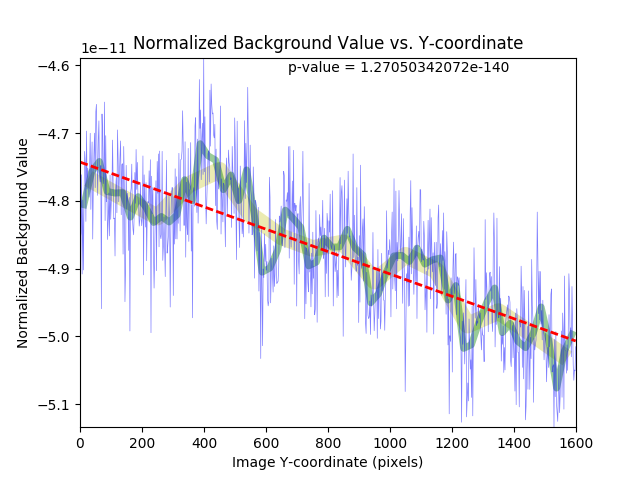 1e−11
Normalized Background Value vs. Y-coordinate
p-value = 1.27050342072e-140
Normalized Background Value
−4.6
−4.7
−4.8
−4.9
−5.0
−5.1
0 200 400 600 800 1000 1200 1400 1600
Image Y-coordinate (pixels)